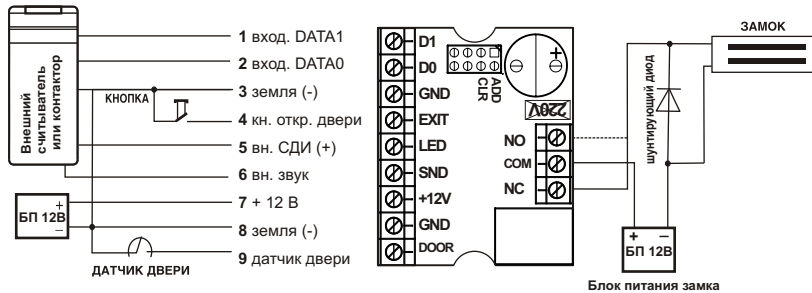 Внешний
считыватель
или контактор
1 вход. DATA1
2 вход. DATA0
КНОПКА
3 земля (-)
4 кн. откр. двери
5 вн. СДИ (+)
6 вн. звук
БП 12В
+
–
7 + 12 В
8 земля (-)
ДАТЧИК ДВЕРИ
9 датчик двери
D1
D0
GND
EXIT
LED
SND
+12V
GND
DOOR
ADD
CLR
+
220V
NO
COM
NC
шунтирующий диод
ЗАМОК
+ –
БП 12В
Блок питания замка